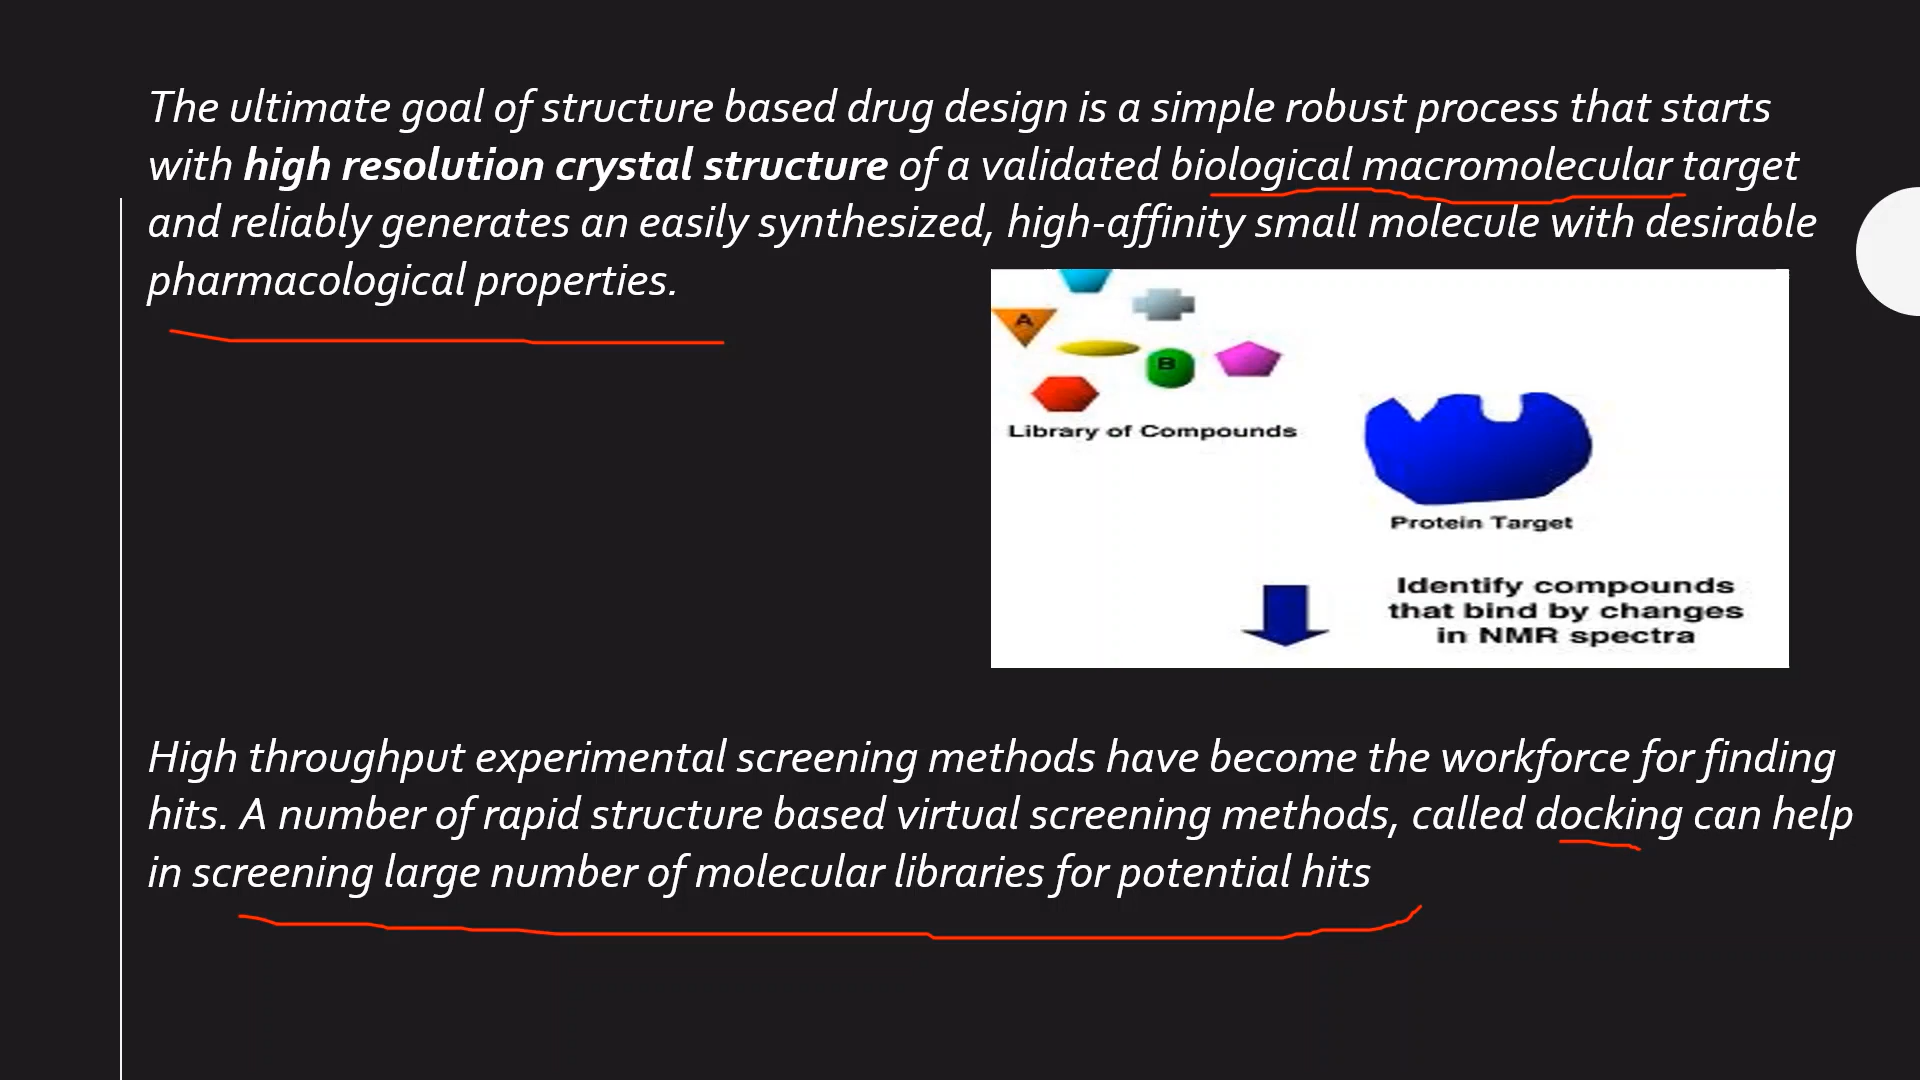 The ultimate goal of structure based drug design is a simple robust process that starts
with high resolution crystal structure of a validated biological macromolecular target
and reliably generates an easily synthesized, high-affinity small molecule with desirable
pharmacological properties.
A
B
Library of Compounds
Protein Target
Identify compounds
that bind by changes
in NMR spectra
High throughput experimental screening methods have become the workforce for finding
hits. A number of rapid structure based virtual screening methods, called docking can help
in screening large number of molecular libraries for potential hits